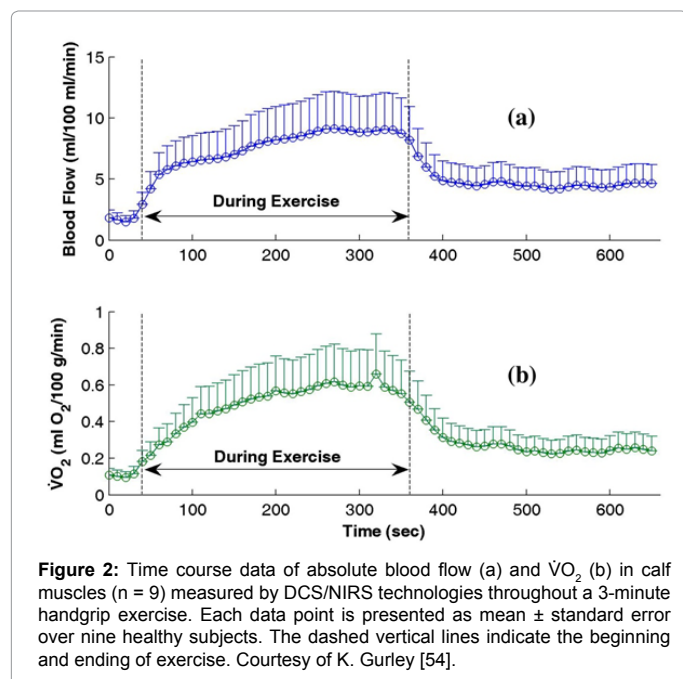 15
10
5
0
Blood Flow (ml/100 ml/min)
(a)
During Exercise
0 100 200 300 400 500 600
1
0.8
0.6
0.4
0.2
0
V̇O₂ (ml O₂/100 g/min)
(b)
During Exercise
0 100 200 300 400 500 600
Time (sec)
Figure 2: Time course data of absolute blood flow (a) and V̇O₂ (b) in calf
muscles (n = 9) measured by DCS/NIRS technologies throughout a 3-minute
handgrip exercise. Each data point is presented as mean ± standard error
over nine healthy subjects. The dashed vertical lines indicate the beginning
and ending of exercise. Courtesy of K. Gurley [54].